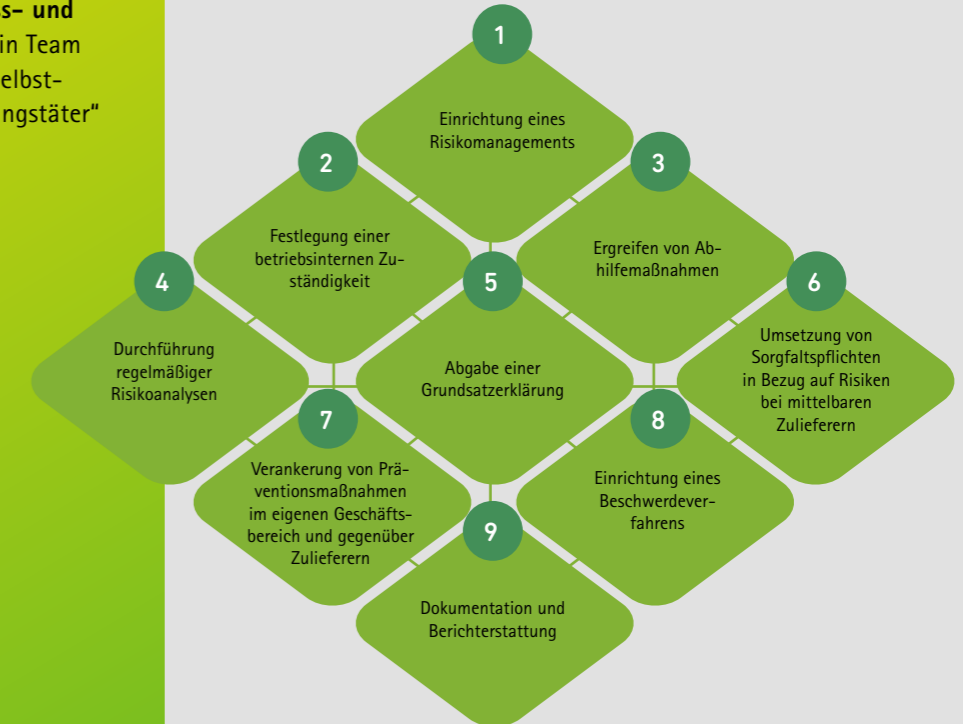 s- und
in Team
elbst-
ngstäter“
1
Einrichtung eines
Risikomanagements
2
Festlegung einer
betriebsinternen Zu-
ständigkeit
3
Ergreifen von Ab-
hilfemaßnahmen
4
Durchführung
regelmäßiger
Risikoanalysen
5
Abgabe einer
Grundsatzerklärung
6
Umsetzung von
Sorgfaltspflichten
in Bezug auf Risiken
bei mittelbaren
Zulieferern
7
Verankerung von Prä-
ventionsmaßnahmen
im eigenen Geschäfts-
bereich und gegenüber
Zulieferern
8
Einrichtung eines
Beschwerdever-
fahrens
9
Dokumentation und
Berichterstattung